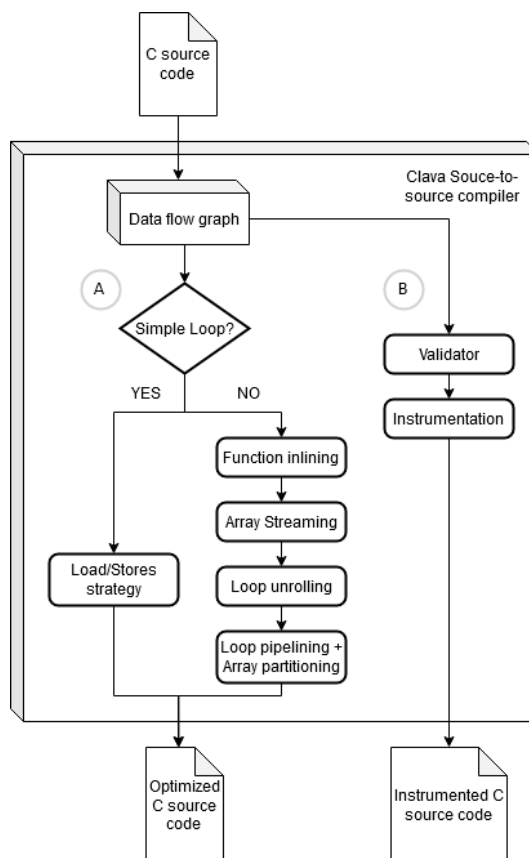 C source
code
Clava Souce-to-
source compiler
Data flow graph
A
B
Simple Loop?
Validator
YES
NO
Instrumentation
Function inlining
Array Streaming
Load/Stores
strategy
Loop unrolling
Loop pipelining +
Array partitioning
Optimized
C source
code
Instrumented C
source code